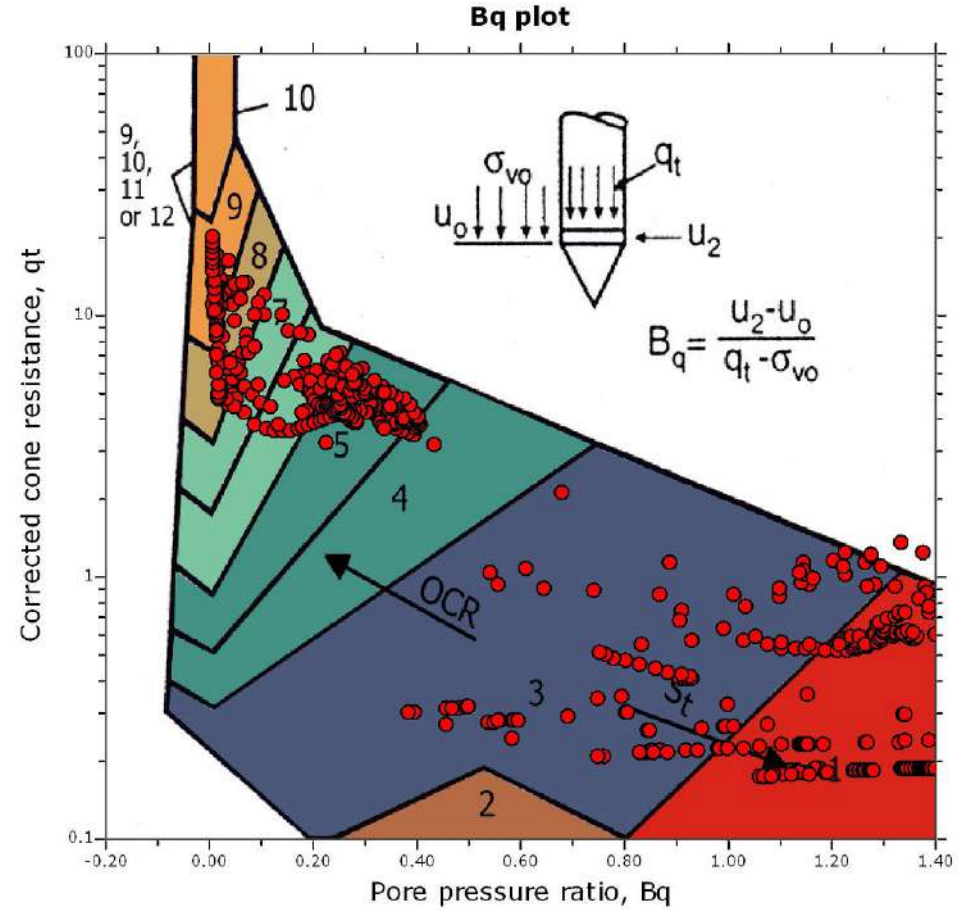 Bq plot
Corrected cone resistance, qt
100
10
1
0.1
10
9,
10,
11
or 12
9
8
7
5
4
3
2
1
OCR
St
σvo
uo
qt
u2
Bq= u2-uo
qt-σvo
-0.20 0.00 0.20 0.40 0.60 0.80 1.00 1.20 1.40
Pore pressure ratio, Bq